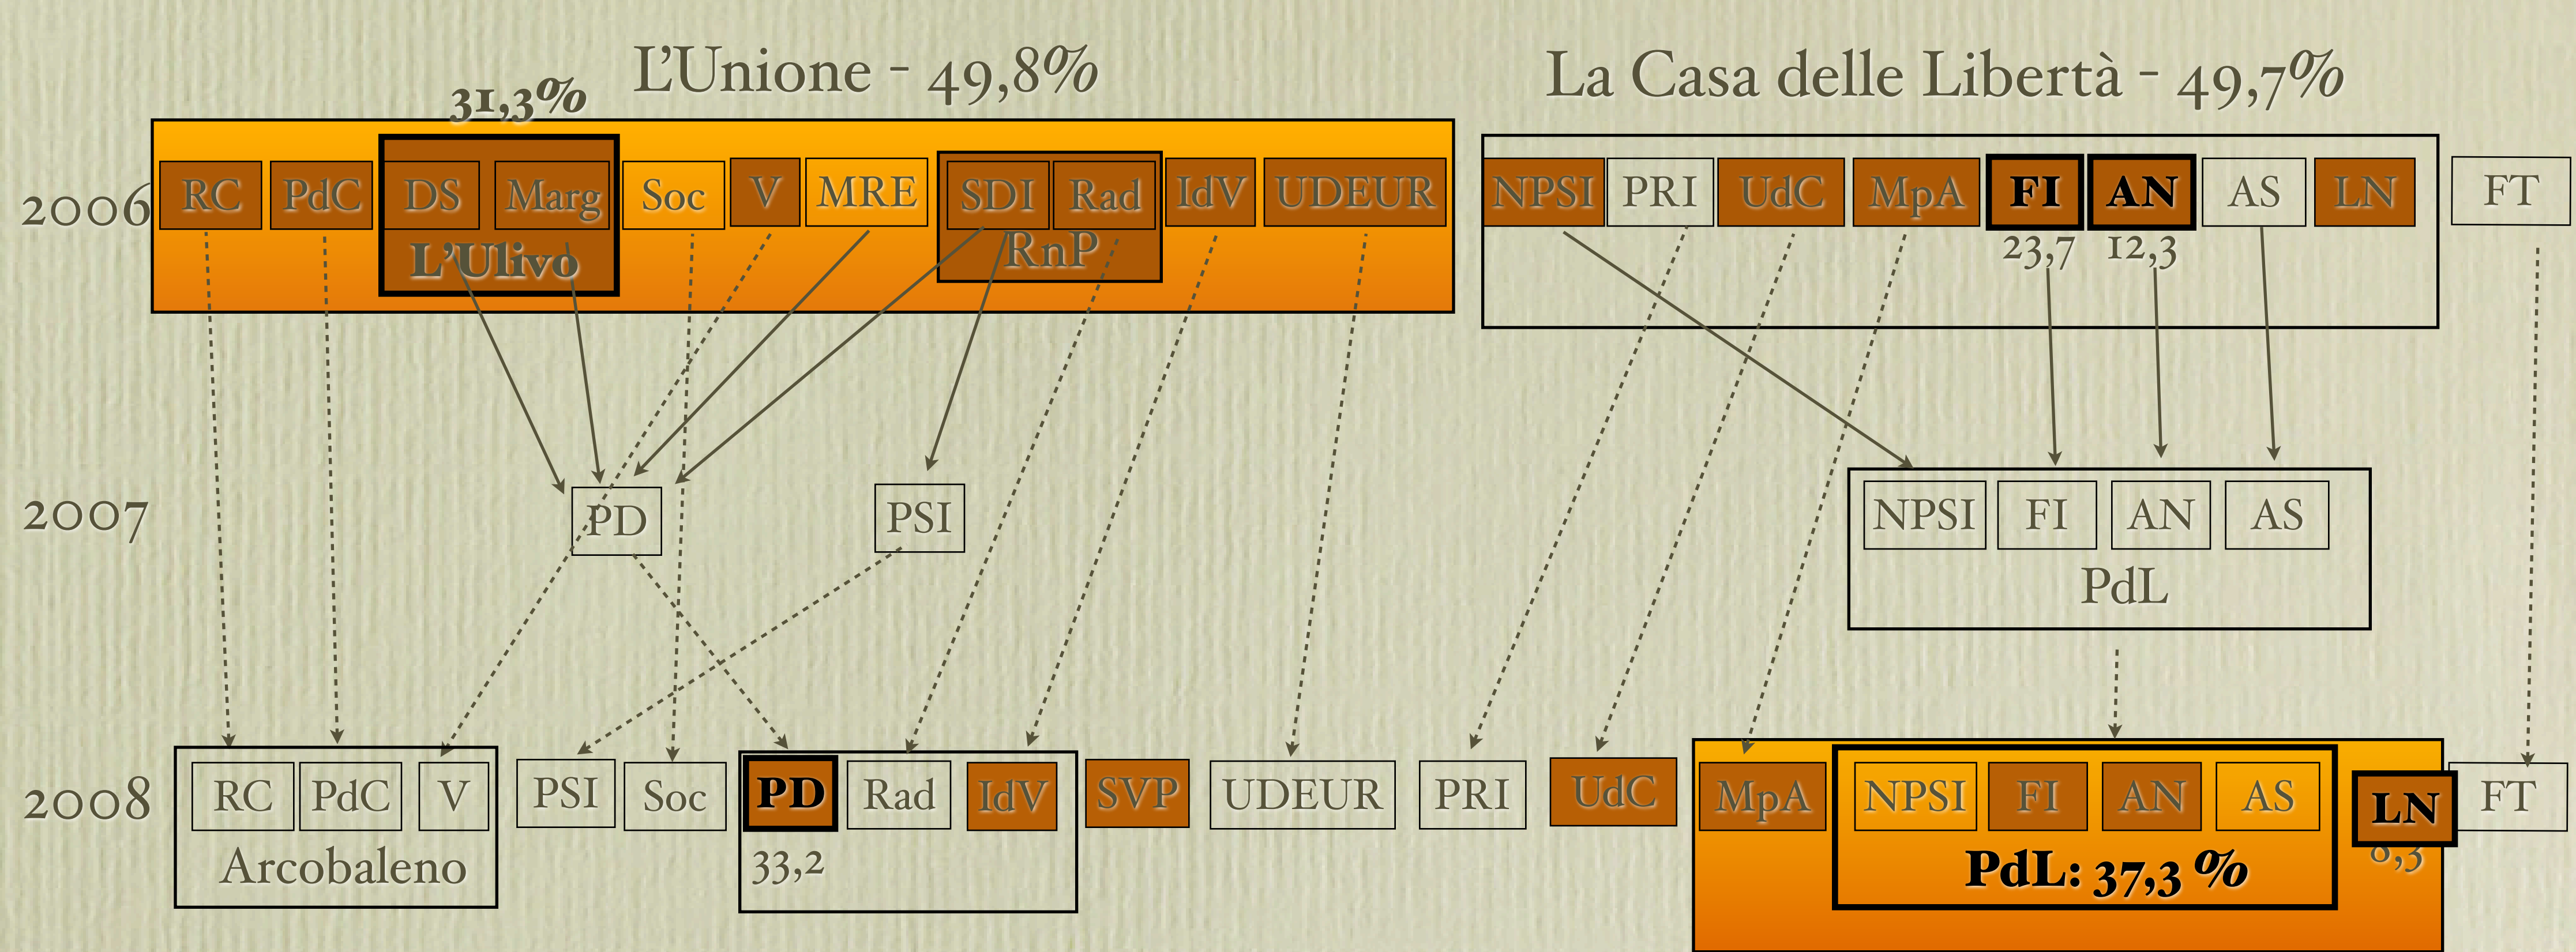 L'Unione - 49,8%
La Casa delle Libertà - 49,7%
31,3%
2006 RC PdC DS Marg Soc V MRE SDI Rad IdV UDEUR NPSI PRI UdC MpA FI AN AS LN FT
L'Ulivo RnP 23,7 12,3
2007 PD PSI NPSI FI AN AS
PdL
2008 RC PdC V PSI Soc PD Rad IdV SVP UDEUR PRI UdC MpA NPSI FI AN AS LN FT
Arcobaleno 33,2 PdL: 37,3 % 8,3